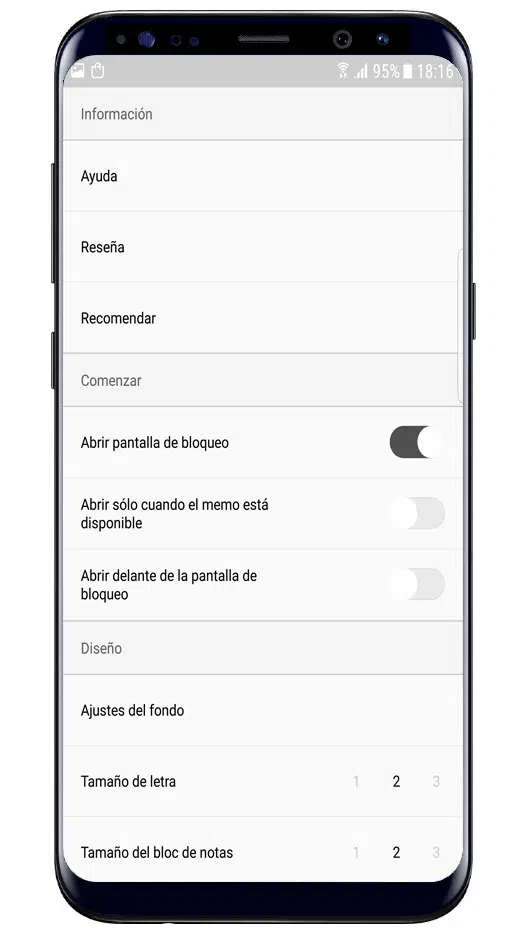 95% 18:16
Información
Ayuda
Reseña
Recomendar
Comenzar
Abrir pantalla de bloqueo
Abrir sólo cuando el memo está
disponible
Abrir delante de la pantalla de
bloqueo
Diseño
Ajustes del fondo
Tamaño de letra 1 2 3
Tamaño del bloc de notas 1 2 3